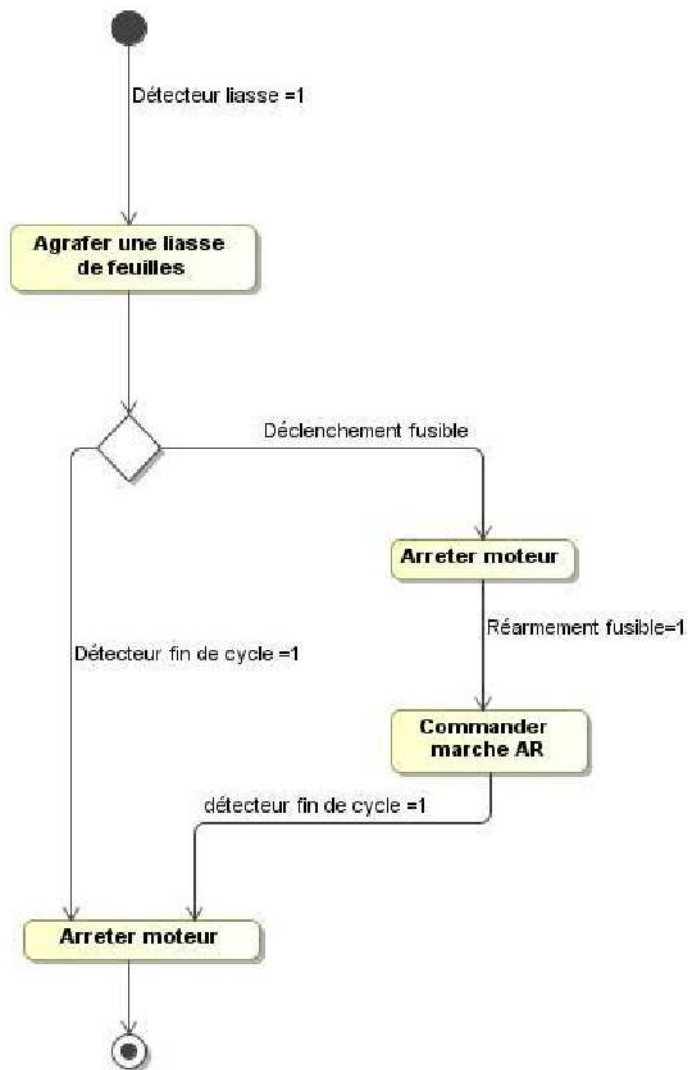 Détecteur liasse =1
Agrafer une liasse
de feuilles
Déclenchement fusible
Arreter moteur
Réarmement fusible=1
Détecteur fin de cycle =1
Commander
marche AR
détecteur fin de cycle =1
Arreter moteur